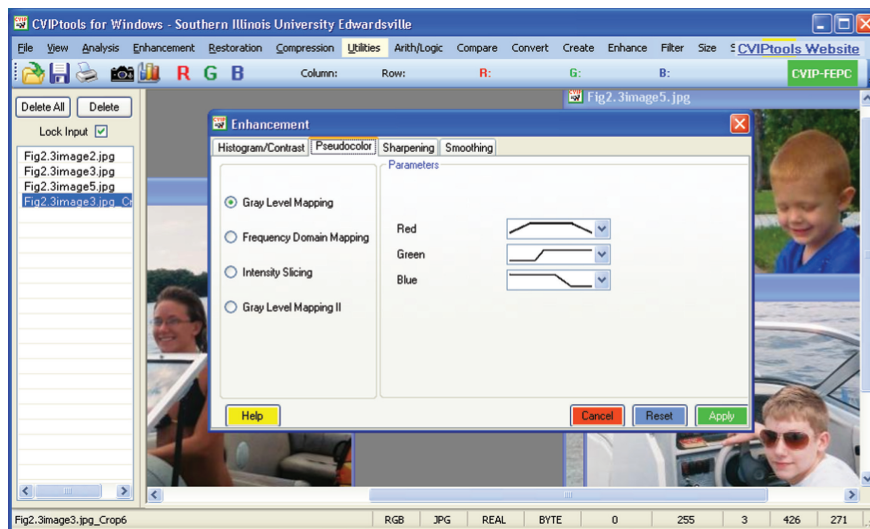 CVIPtools for Windows - Southern Illinois University Edwardsville
File View Analysis Enhancement Restoration Compression Utilities Arith/Logic Compare Convert Create Enhance Filter Size S CVIPtools Website
R G B Column: Row: R: G: B: CVIP-FEPC
Delete All Delete
Lock Input
Fig2.3image2.jpg
Fig2.3image3.jpg
Fig2.3image5.jpg
Fig2.3image3.jpg_Cr
Fig2.3image5.jpg
Enhancement
Histogram/Contrast Pseudocolor Sharpening Smoothing
Parameters
Gray Level Mapping
Frequency Domain Mapping
Intensity Slicing
Gray Level Mapping II
Red
Green
Blue
Help Cancel Reset Apply
Fig2.3image3.jpg_Crop6 RGB JPG REAL BYTE 0 255 3 426 271